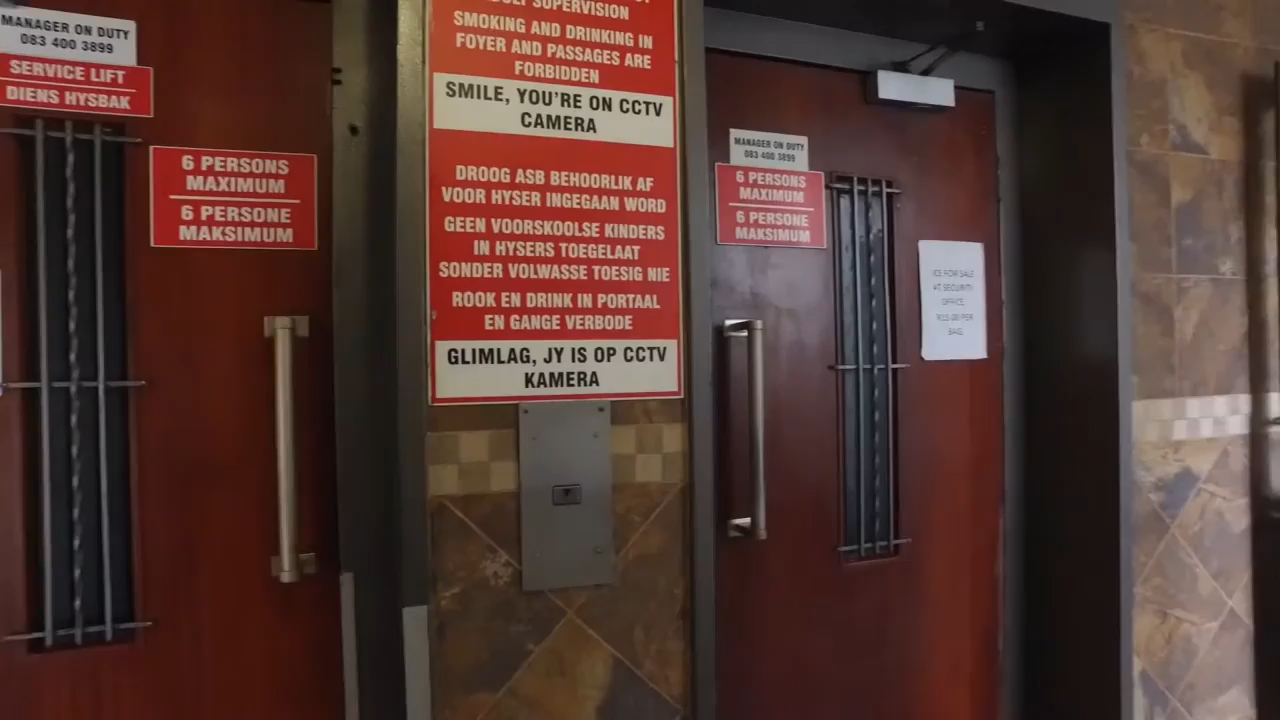 MANAGER ON DUTY
083 400 3899
SERVICE LIFT
DIENS HYSBAK
6 PERSONS
MAXIMUM
6 PERSONE
MAKSIMUM
SUPERVISION
SMOKING AND DRINKING IN
FOYER AND PASSAGES ARE
FORBIDDEN
SMILE, YOU'RE ON CCTV
CAMERA
DROOG ASB BEHOORLIK AF
VOOR HYSER INGEGAAN WORD
GEEN VOORSKOOLSE KINDERS
IN HYSERS TOEGELAAT
SONDER VOLWASSE TOESIG NIE
ROOK EN DRINK IN PORTAAL
EN GANGE VERBODE
GLIMLAG, JY IS OP CCTV
KAMERA
MANAGER ON DUTY
083 400 3899
6 PERSONS
MAXIMUM
6 PERSONE
MAKSIMUM
ICE FOR SALE
AT SECURITY
OFFICE
PER
BAG